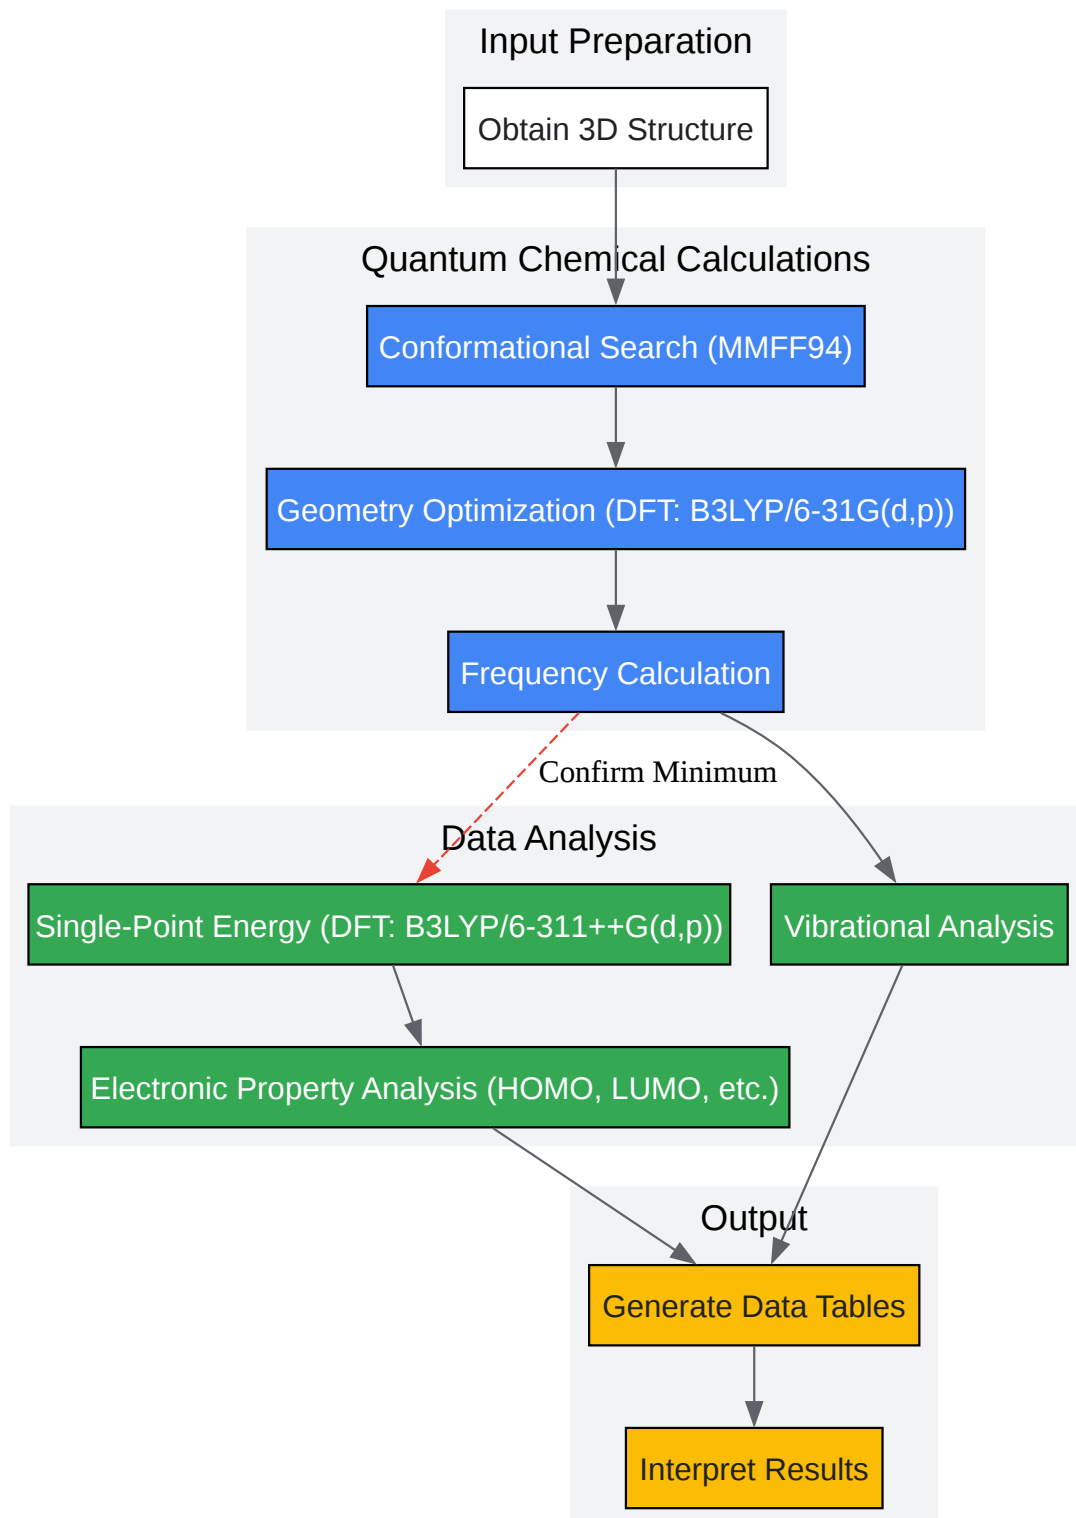 Input Preparation
Obtain 3D Structure
Quantum Chemical Calculations
Conformational Search (MMFF94)
Geometry Optimization (DFT: B3LYP/6-31G(d,p))
Frequency Calculation
Confirm Minimum
Data Analysis
Single-Point Energy (DFT: B3LYP/6-311++G(d,p))
Vibrational Analysis
Electronic Property Analysis (HOMO, LUMO, etc.)
Output
Generate Data Tables
Interpret Results